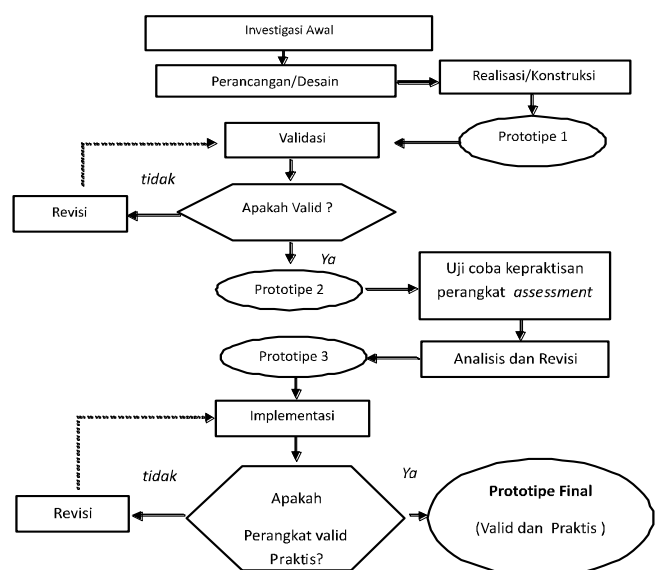 Investigasi Awal
Perancangan/Desain
Realisasi/Konstruksi
Prototipe 1
Validasi
tidak
Revisi
Apakah Valid ?
Ya
Prototipe 2
Uji coba kepraktisan
perangkat assessment
Prototipe 3
Analisis dan Revisi
Implementasi
tidak
Revisi
Apakah
Perangkat valid
Praktis?
Ya
Prototipe Final
(Valid dan Praktis )